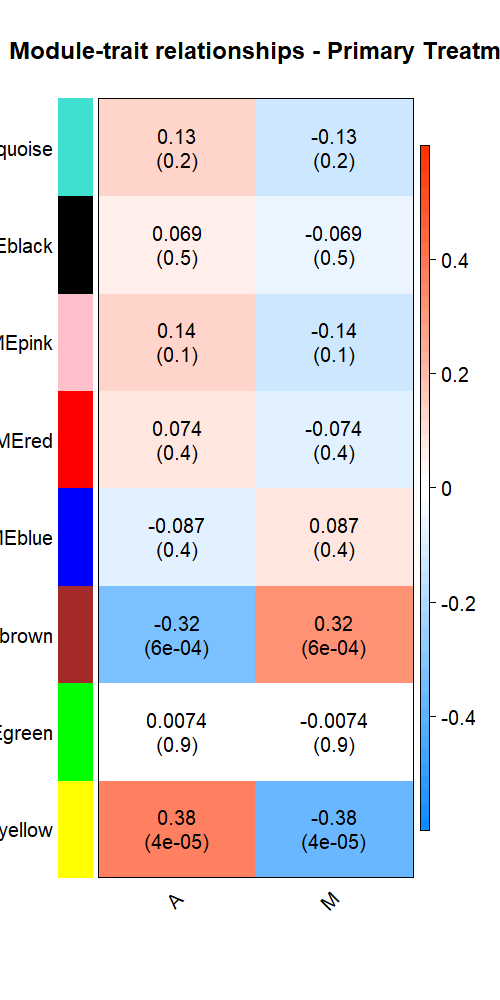 Module-trait relationships - Primary Treatm
quoise
0.13
(0.2)
-0.13
(0.2)
Eblack
0.069
(0.5)
-0.069
(0.5)
MEpink
0.14
(0.1)
-0.14
(0.1)
MEred
0.074
(0.4)
-0.074
(0.4)
MEblue
-0.087
(0.4)
0.087
(0.4)
brown
-0.32
(6e-04)
0.32
(6e-04)
Egreen
0.0074
(0.9)
-0.0074
(0.9)
yellow
0.38
(4e-05)
-0.38
(4e-05)
A
M
0.4
0.2
0
-0.2
-0.4